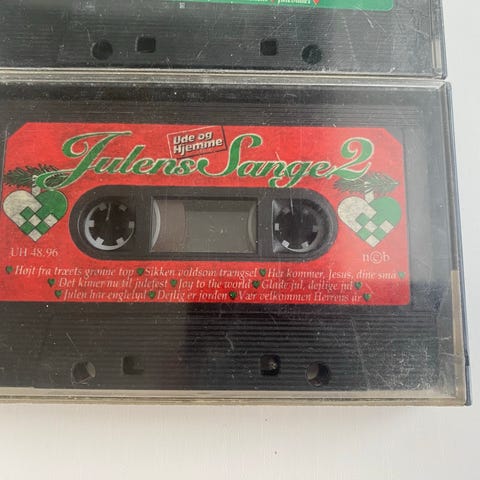 Ude og
Hjemme
Julens Sange 2
UH 48.96
n©b
Højt fra træets grønne top Sikken voldsom trængsel Her kommer, Jesus, dine små
Det kimer nu til julefest Joy to the world Glade jul, dejlige jul
Julen har englelyd Dejlig er jorden Vær velkommen Herrens år